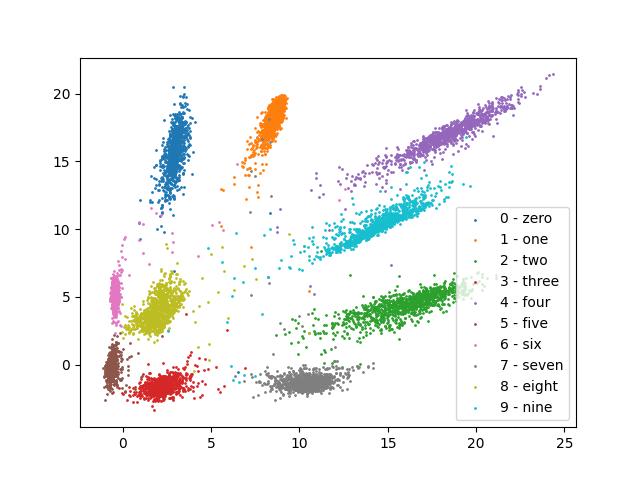 20
15
10
5
0
0 - zero
1 - one
2 - two
3 - three
4 - four
5 - five
6 - six
7 - seven
8 - eight
9 - nine
0 5 10 15 20 25